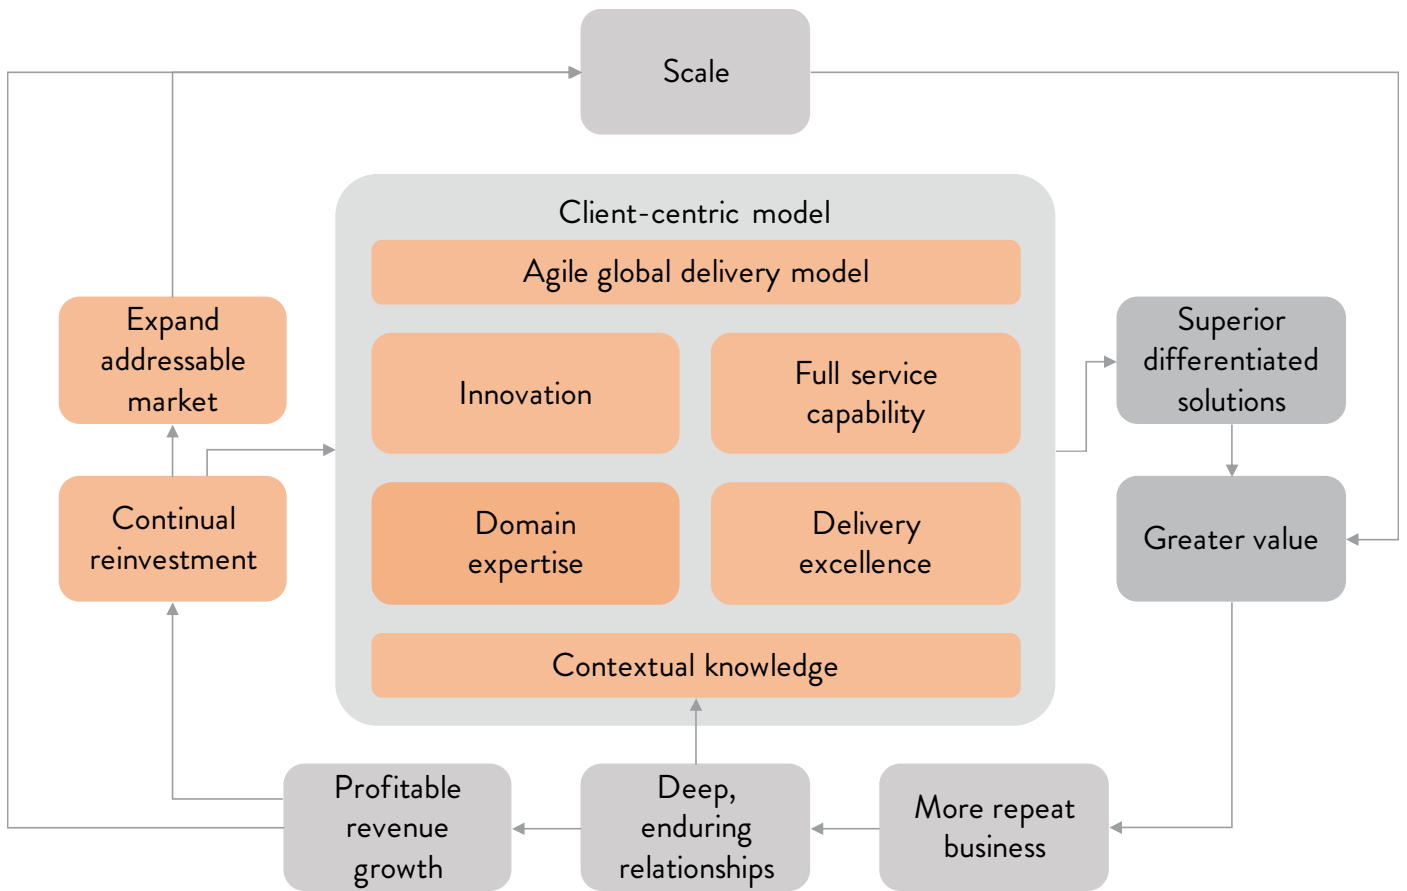 Scale
Client-centric model
Agile global delivery model
Expand
addressable
market
Innovation
Full service
capability
Superior
differentiated
solutions
Continual
reinvestment
Domain
expertise
Delivery
excellence
Greater value
Contextual knowledge
Profitable
revenue
growth
Deep,
enduring
relationships
More repeat
business